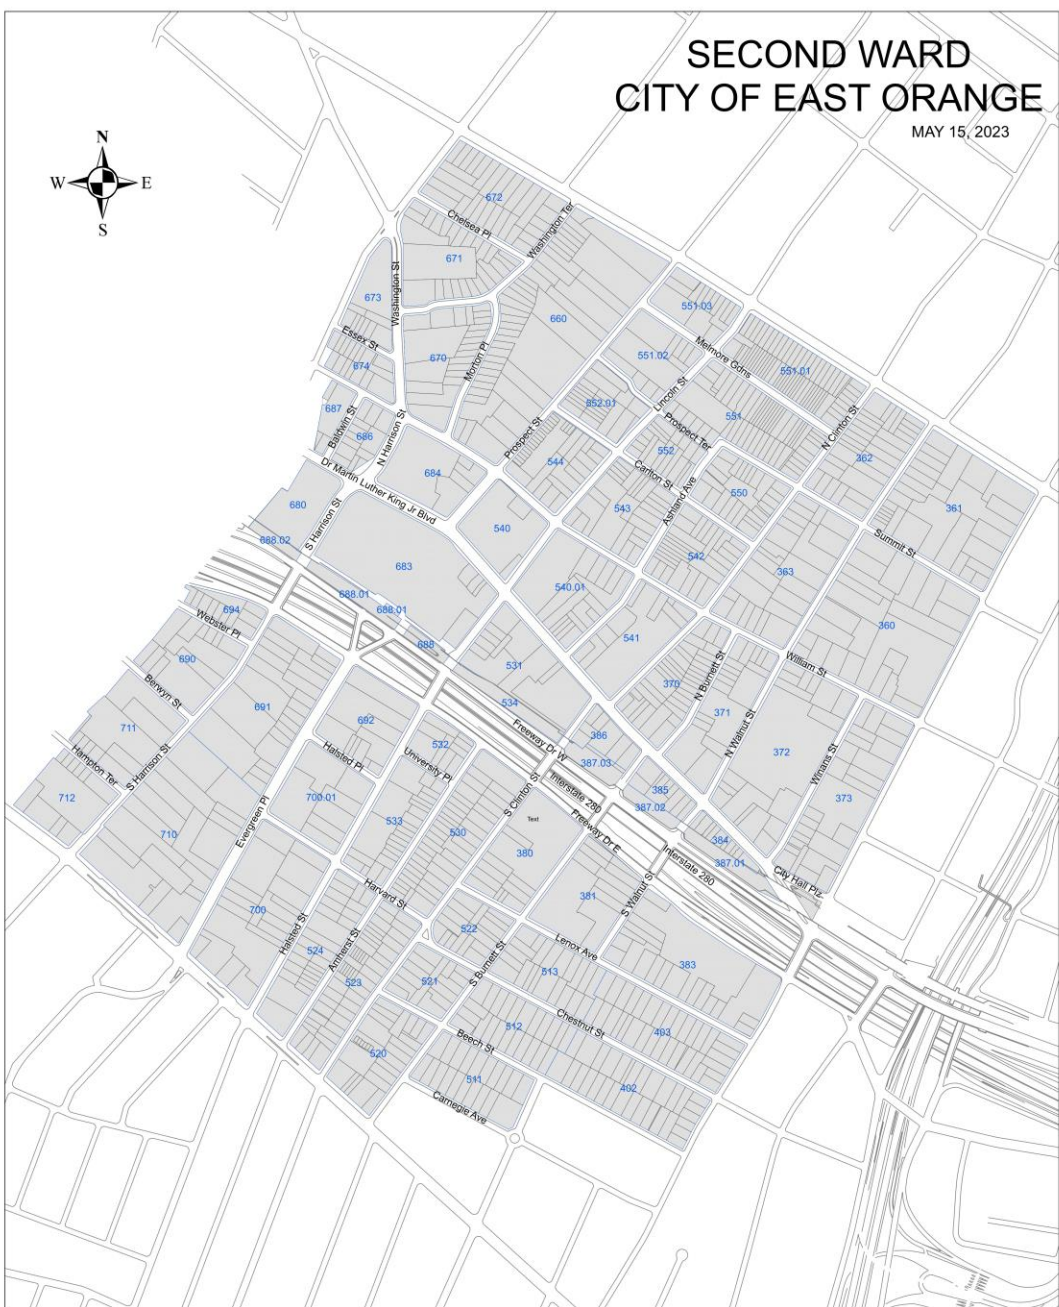 SECOND WARD
CITY OF EAST ORANGE
MAY 15, 2023
N
W
E
S
672
Chelsea Pl
Washington Ter
671
Washington St
673
660
551.03
Essex St
670
Morton Pl
Melmore Gdns
551.02
674
551.01
Lincoln St
687
Baldwin St
686
N Harrison St
552.01
551
Prospect St
Prospect Ter
N Clinton St
552
362
544
Carlton St
684
Dr Martin Luther King Jr Blvd
Ashland Ave
550
680
S Harrison St
543
361
540
688.02
Summit St
542
683
363
540.01
688.01
688.01
694
Webster Pl
541
360
688
690
531
William St
370
N Burnett St
Berwyn St
691
534
371
692
711
Freeway Dr W
386
N Walnut St
532
372
Halsted Pl
University Pl
387.03
Winans St
Hampton Ter
S Harrison St
S Clinton St
Interstate 280
385
712
700.01
387.02
373
Evergreen Pl
533
530
Text
Freeway Dr E
710
384
380
Interstate 280
387.01
City Hall Plz
Harvard St
381
S Walnut St
700
Halsted St
522
Amherst St
524
S Burnett St
Lenox Ave
383
523
521
513
512
Chestnut St
403
Beech St
520
511
402
Carnegie Ave